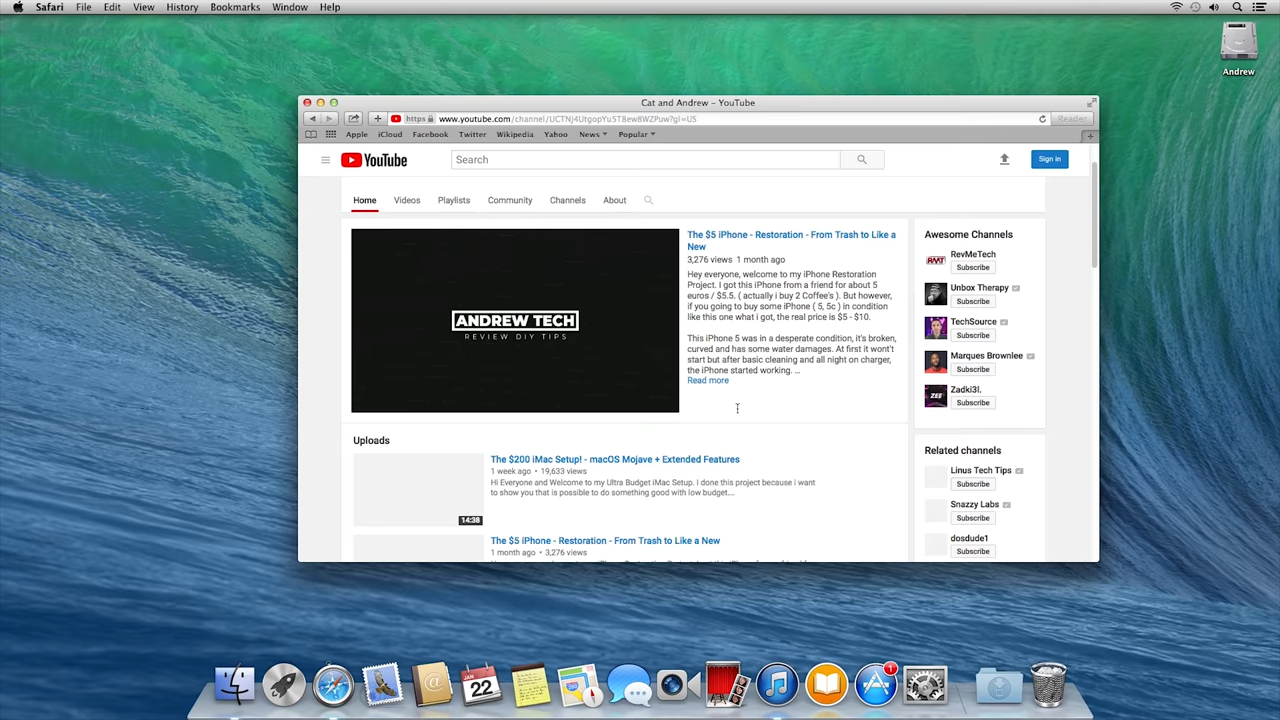 Safari File Edit View History Bookmarks Window Help
Andrew
Cat and Andrew – YouTube
https www.youtube.com/channel/UCTNj4UtgopYu5T8ew8WZPuw?gl=US Reader
Apple iCloud Facebook Twitter Wikipedia Yahoo News Popular
YouTube Search Sign in
Home Videos Playlists Community Channels About
ANDREW TECH
REVIEW DIY TIPS
The $5 iPhone - Restoration - From Trash to Like a
New
3,276 views 1 month ago
Hey everyone, welcome to my iPhone Restoration
Project. I got this iPhone from a friend for about 5
euros / $5.5. ( actually i buy 2 Coffee's ). But however,
if you going to buy some iPhone ( 5, 5c ) in condition
like this one what i got, the real price is $5 - $10.
This iPhone 5 was in a desperate condition, it's broken,
curved and has some water damages. At first it won't
start but after basic cleaning and all night on charger,
the iPhone started working. ...
Read more
Awesome Channels
RevMeTech
Subscribe
Unbox Therapy
Subscribe
TechSource
Subscribe
Marques Brownlee
Subscribe
ZEE
Zadki3l.
Subscribe
Uploads
The $200 iMac Setup! - macOS Mojave + Extended Features
1 week ago • 19,633 views
Hi Everyone and Welcome to my Ultra Budget iMac Setup. I done this project because i want
to show you that is possible to do something good with low budget....
14:38
The $5 iPhone - Restoration - From Trash to Like a New
1 month ago • 3,276 views
Related channels
Linus Tech Tips
Subscribe
Snazzy Labs
Subscribe
dosdude1
Subscribe
JAN
22
1